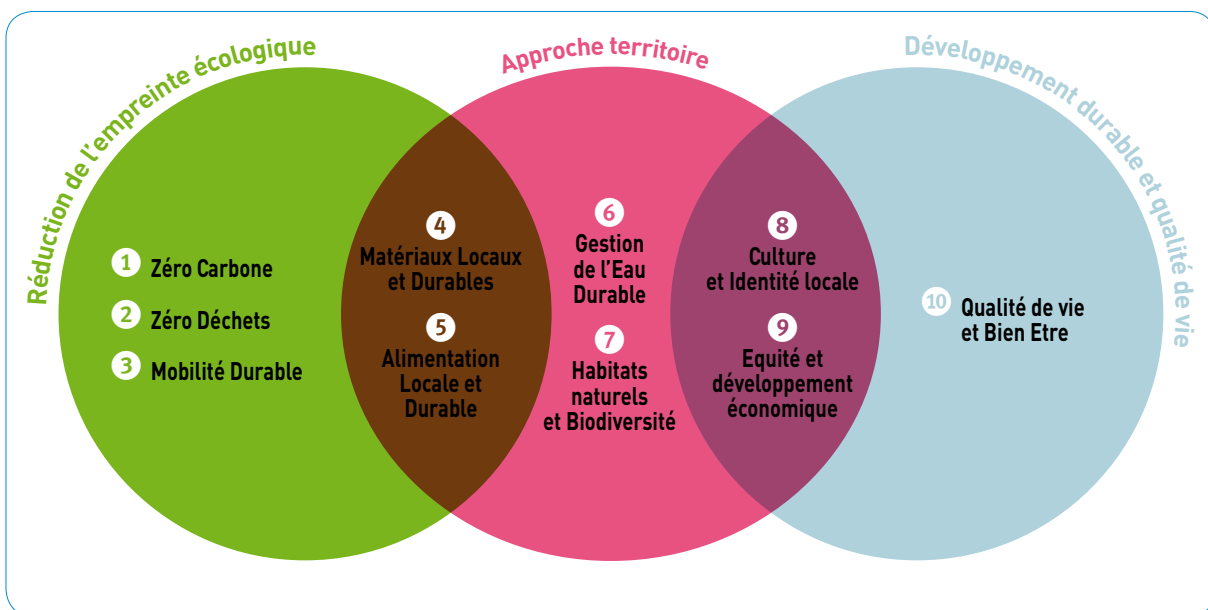 Réduction de l'empreinte écologique
Approche territoire
Développement durable et qualité de vie
1 Zéro Carbone
2 Zéro Déchets
3 Mobilité Durable
4
Matériaux Locaux
et Durables
5
Alimentation
Locale et
Durable
6
Gestion
de l'Eau
Durable
7
Habitats
naturels
et Biodiversité
8
Culture
et Identité locale
9
Equité et
développement
économique
10 Qualité de vie
et Bien Etre